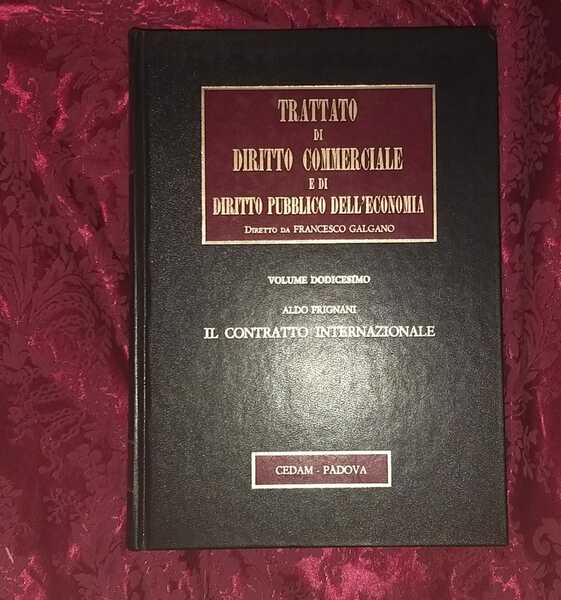 TRATTATO
DI
DIRITTO COMMERCIALE
E DI
DIRITTO PUBBLICO DELL'ECONOMIA
DIRETTO DA FRANCESCO GALGANO
VOLUME DODICESIMO
ALDO FRIGNANI
IL CONTRATTO INTERNAZIONALE
CEDAM - PADOVA